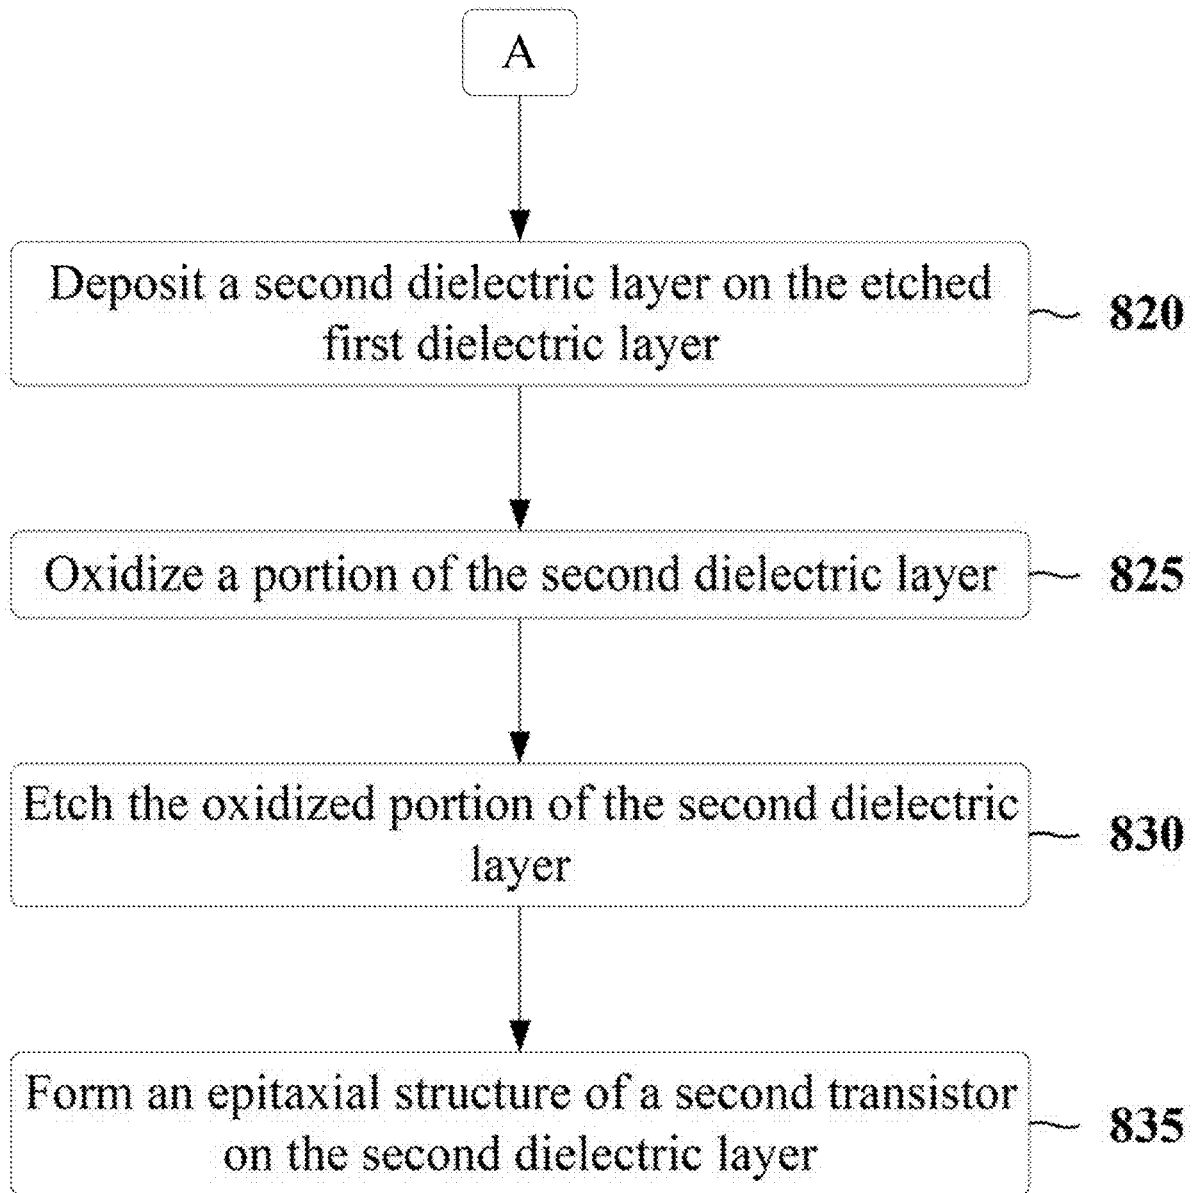 A
Deposit a second dielectric layer on the etched
first dielectric layer
820
Oxidize a portion of the second dielectric layer
825
Etch the oxidized portion of the second dielectric
layer
830
Form an epitaxial structure of a second transistor
on the second dielectric layer
835